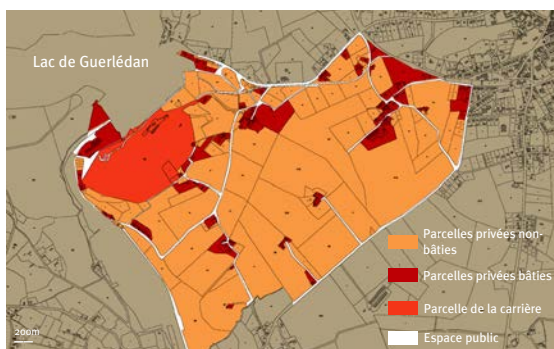 Lac de Guerlédan
Parcelles privées non-
bâties
Parcelles privées bâties
Parcelle de la carrière
200m
Espace public